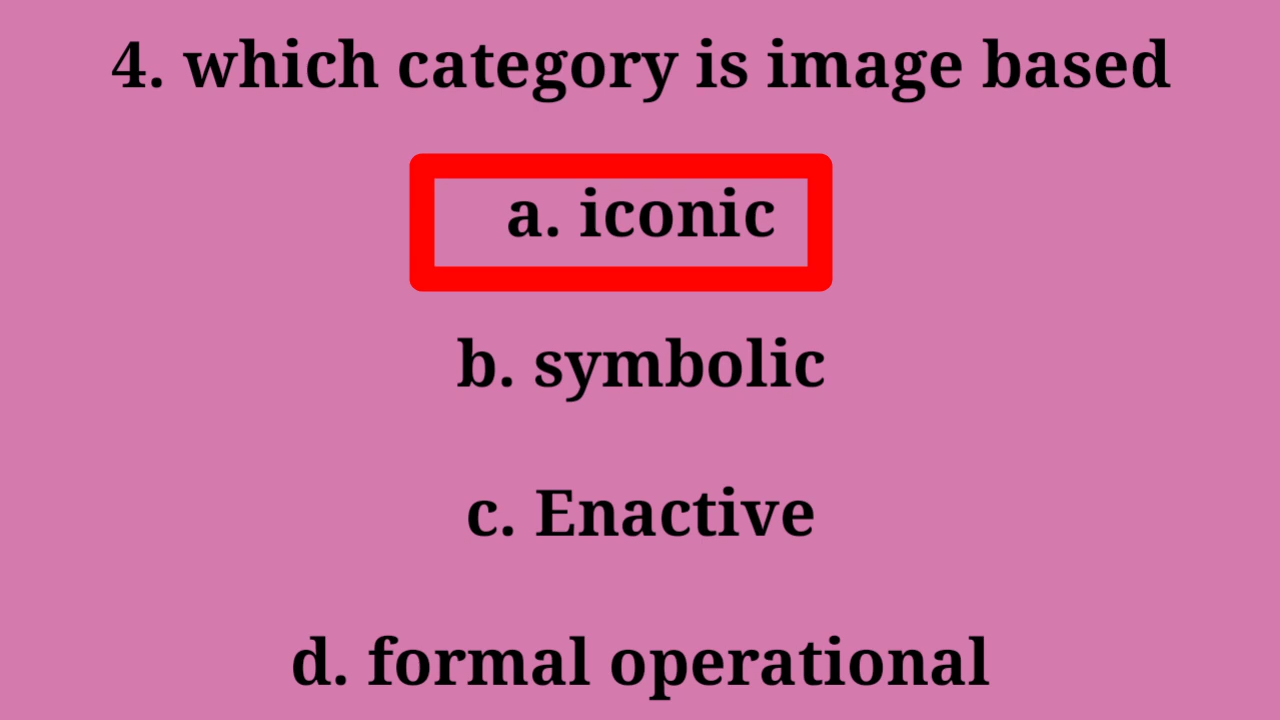 4. which category is image based
a. iconic
b. symbolic
c. Enactive
d. formal operational